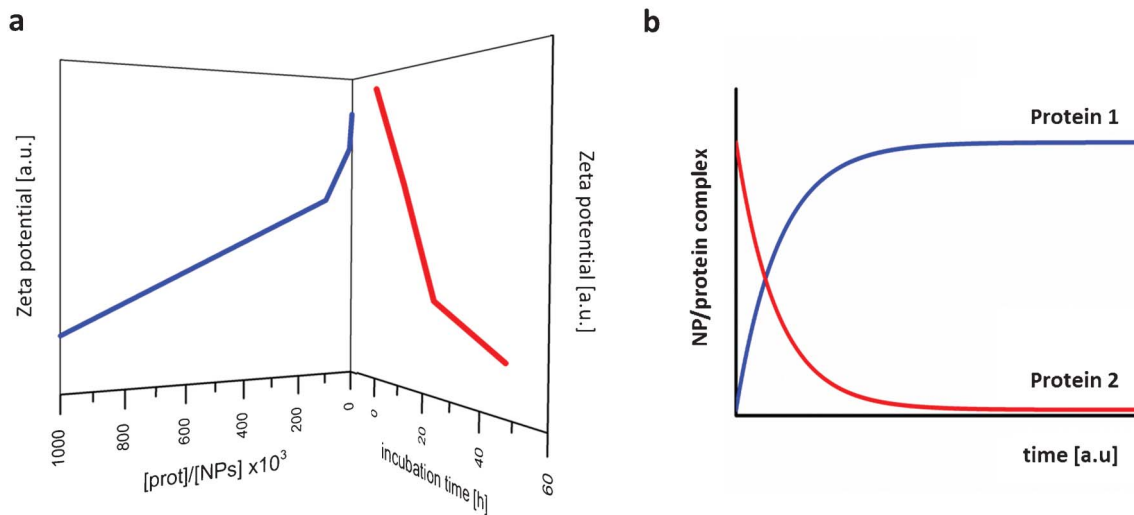 a
Zeta potential [a.u.]
Zeta potential [a.u.]
1000
800
600
400
200
0
[prot]/[NPs] x10³
0
20
40
60
incubation time [h]
b
NP/protein complex
Protein 1
Protein 2
time [a.u]